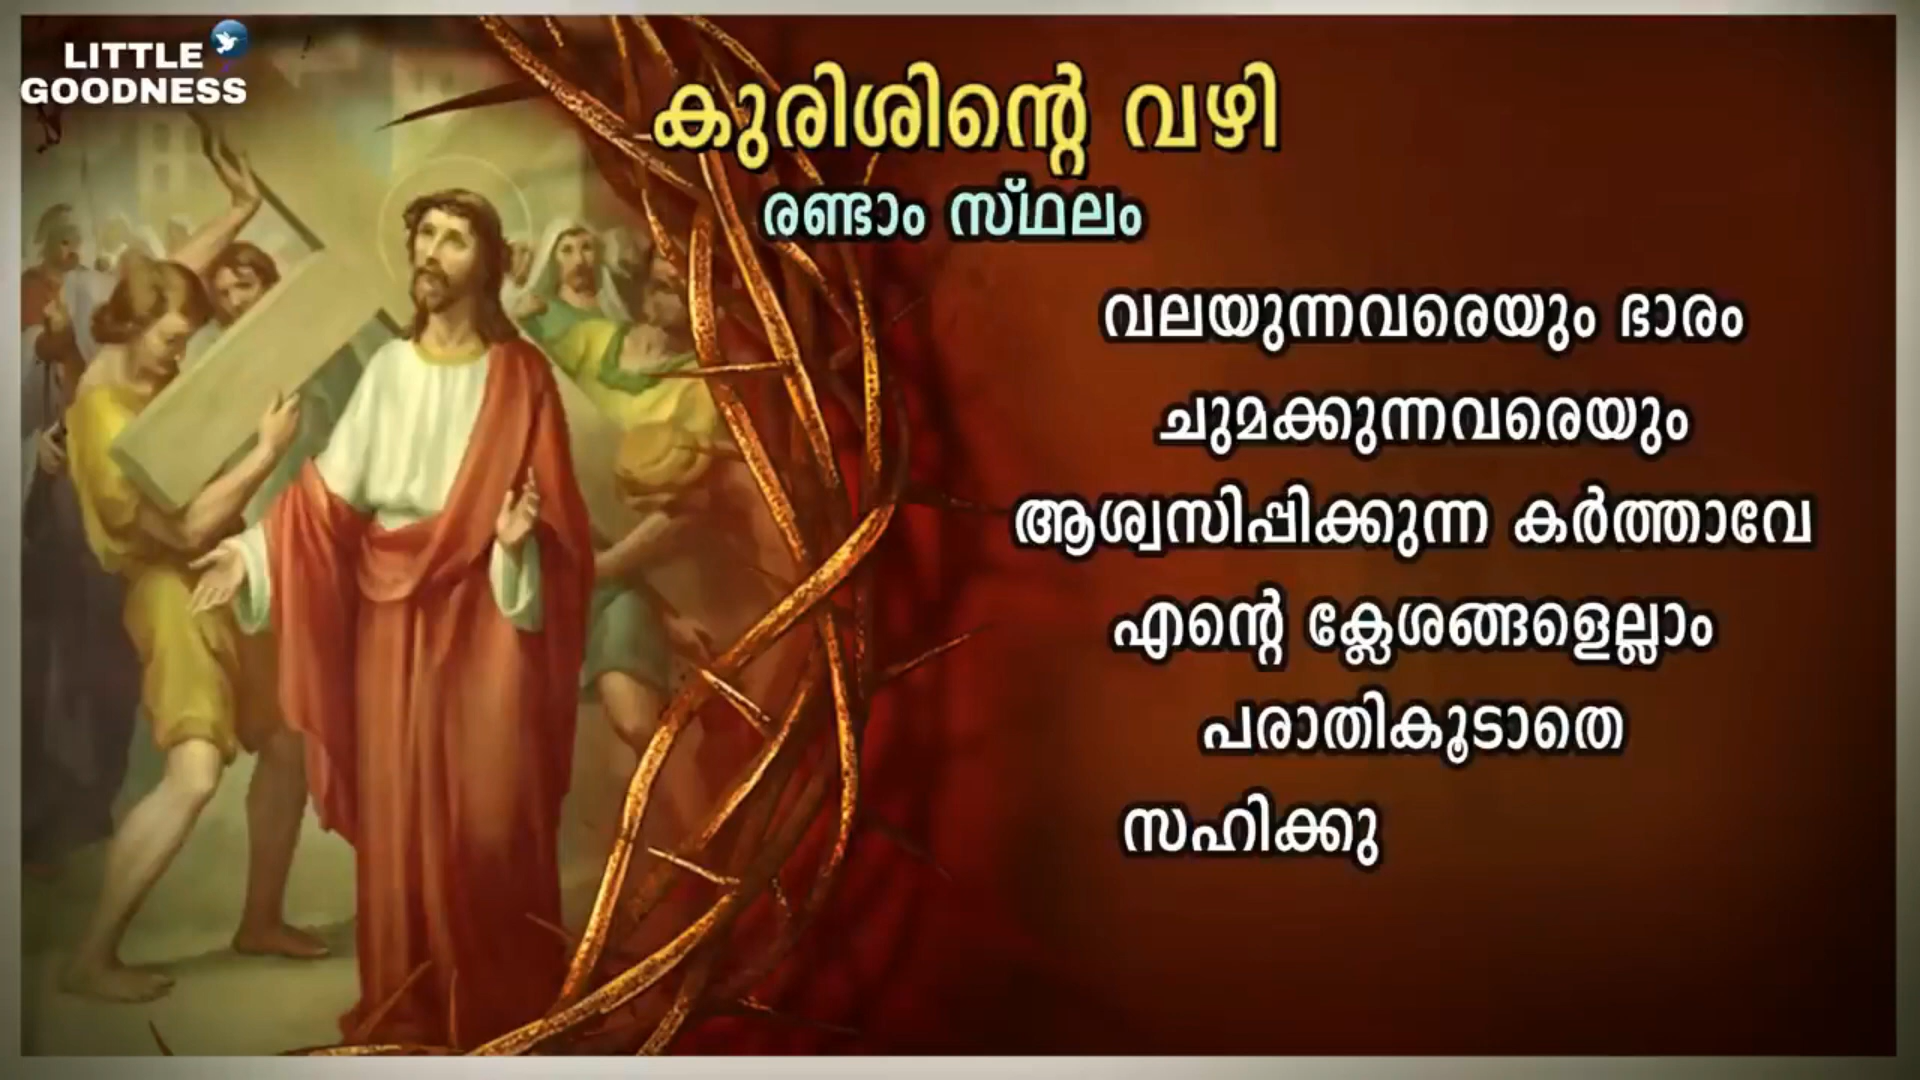 LITTLE
GOODNESS
കുരിശിന്റെ വഴി
രണ്ടാം സ്ഥലം
വലയുന്നവരെയും ഭാരം
ചുമക്കുന്നവരെയും
ആശ്വസിപ്പിക്കുന്ന കർത്താവേ
എന്റെ ക്ലേശങ്ങളെല്ലാം
പരാതികൂടാതെ
സഹിക്കു